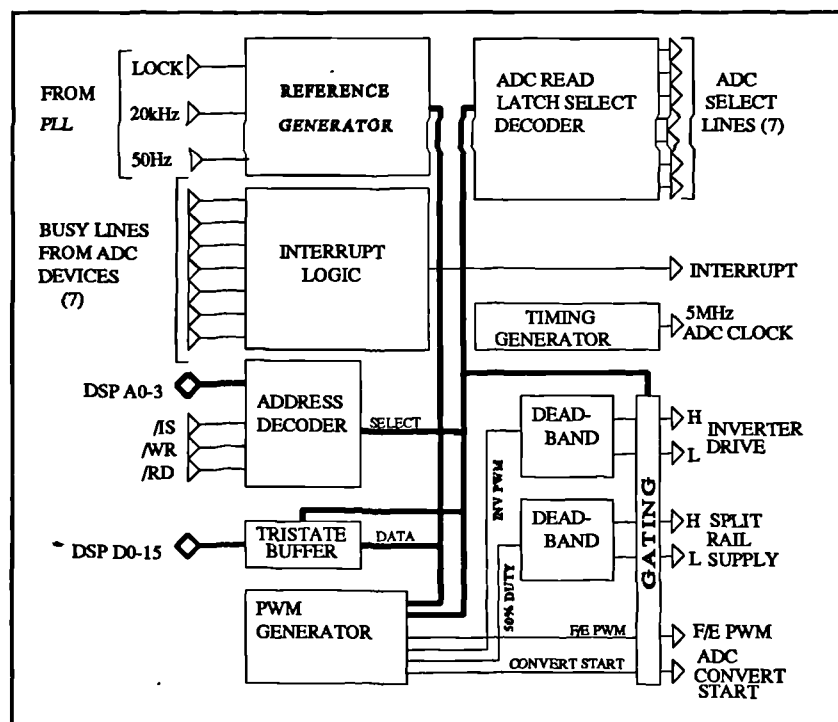 FROM
PLL
LOCK
20kHz
50Hz
REFERENCE
GENERATOR
ADC READ
LATCH SELECT
DECODER
ADC
SELECT
LINES (7)
BUSY LINES
FROM ADC
DEVICES
(7)
INTERRUPT
LOGIC
INTERRUPT
TIMING
GENERATOR
5MHz
ADC CLOCK
DSP A0-3
/IS
/WR
/RD
ADDRESS
DECODER
SELECT
DEAD-
BAND
H
L
INVERTER
DRIVE
INV PWM
DSP D0-15
TRISTATE
BUFFER
DATA
DEAD-
BAND
H
L
SPLIT
RAIL
SUPPLY
50% DUTY
GATING
PWM
GENERATOR
F/E PWM
CONVERT START
F/E PWM
ADC
CONVERT
START